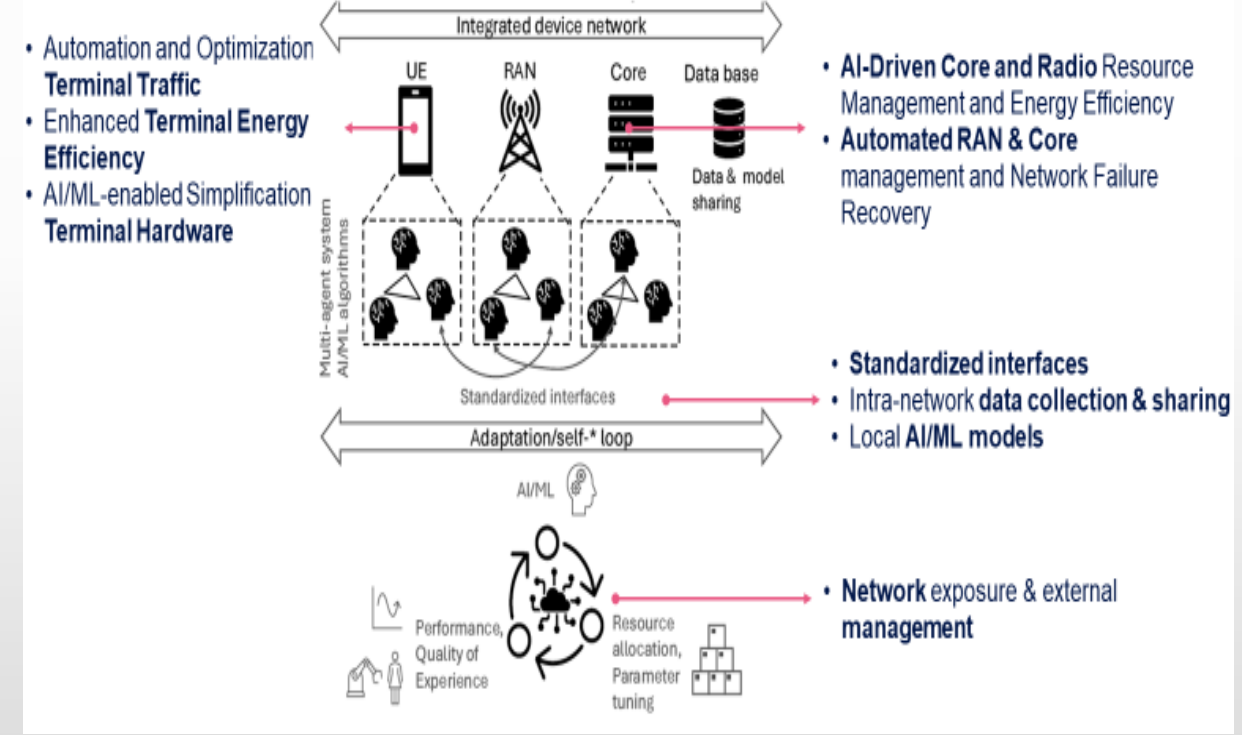 Integrated device network
• Automation and Optimization
Terminal Traffic
• Enhanced Terminal Energy
Efficiency
• AI/ML-enabled Simplification
Terminal Hardware
UE
RAN
Core
Data base
Data & model
sharing
• AI-Driven Core and Radio Resource
Management and Energy Efficiency
• Automated RAN & Core
management and Network Failure
Recovery
Multi-agent system
AI/ML algorithms
Standardized interfaces
• Standardized interfaces
• Intra-network data collection & sharing
• Local AI/ML models
Adaptation/self-* loop
AI/ML
Performance,
Quality of
Experience
Resource
allocation,
Parameter
tuning
• Network exposure & external
management